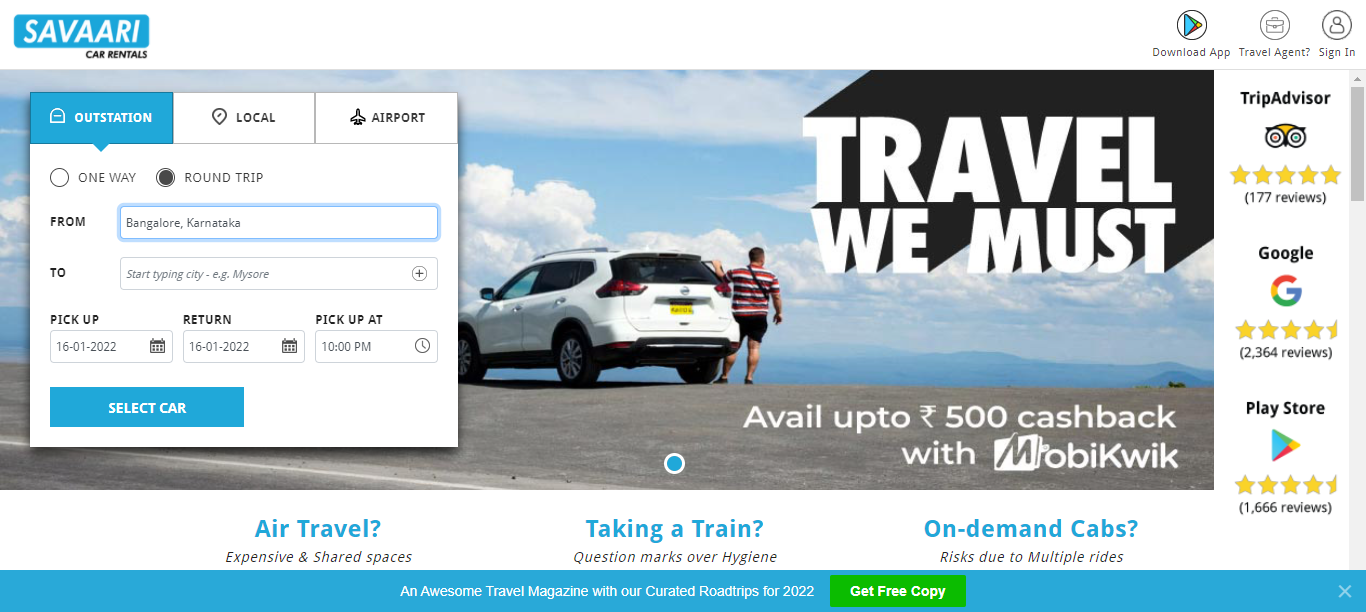 SAVAARI
CAR RENTALS
Download App
Travel Agent?
Sign In
OUTSTATION
LOCAL
AIRPORT
ONE WAY
ROUND TRIP
FROM
Bangalore, Karnataka
TO
Start typing city - e.g. Mysore
PICK UP
RETURN
PICK UP AT
16-01-2022
16-01-2022
10:00 PM
SELECT CAR
TRAVEL
WE MUST
Avail upto ₹ 500 cashback
with MobiKwik
TripAdvisor
(177 reviews)
Google
(2,364 reviews)
Play Store
(1,666 reviews)
Air Travel?
Expensive & Shared spaces
Taking a Train?
Question marks over Hygiene
On-demand Cabs?
Risks due to Multiple rides
An Awesome Travel Magazine with our Curated Roadtrips for 2022
Get Free Copy